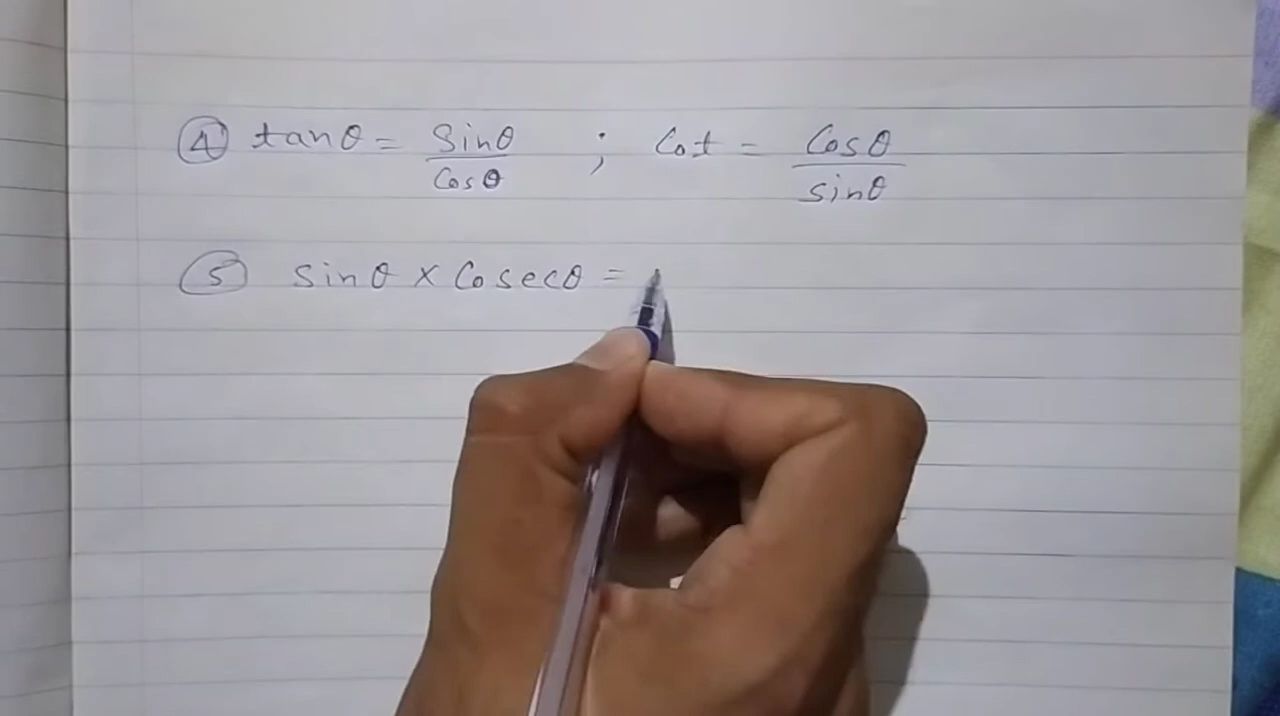 ④ tanθ = sinθ/cosθ ; Cot = Cosθ/sinθ
⑤ sinθ × Cosecθ =